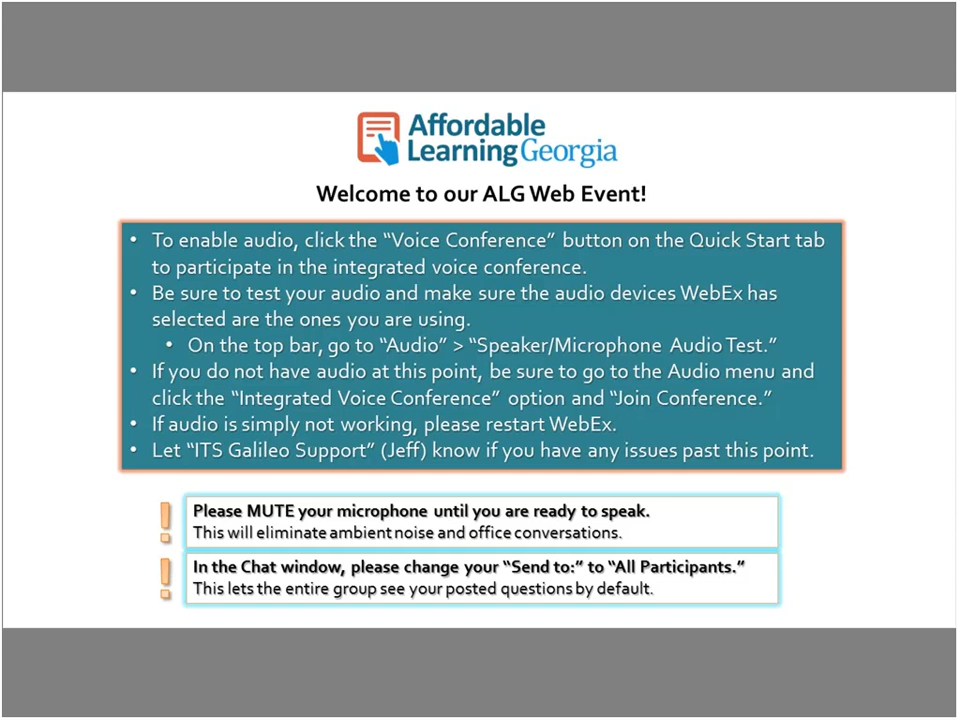 Affordable
Learning Georgia
Welcome to our ALG Web Event!
• To enable audio, click the “Voice Conference” button on the Quick Start tab
to participate in the integrated voice conference.
• Be sure to test your audio and make sure the audio devices WebEx has
selected are the ones you are using.
• On the top bar, go to “Audio” > “Speaker/Microphone Audio Test.”
• If you do not have audio at this point, be sure to go to the Audio menu and
click the “Integrated Voice Conference” option and “Join Conference.”
• If audio is simply not working, please restart WebEx.
• Let “ITS Galileo Support” (Jeff) know if you have any issues past this point.
! Please MUTE your microphone until you are ready to speak.
This will eliminate ambient noise and office conversations.
! In the Chat window, please change your “Send to:” to “All Participants.”
This lets the entire group see your posted questions by default.